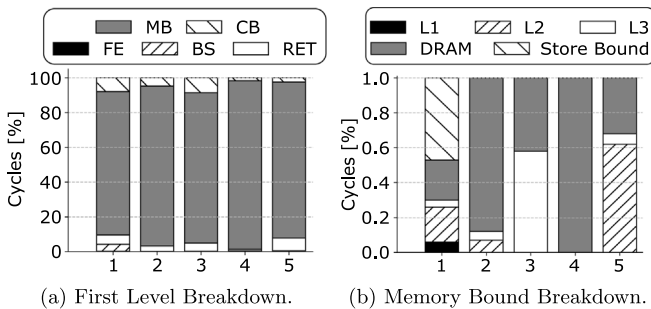 MB CB
FE BS RET
Cycles [%]
100
80
60
40
20
0
1 2 3 4 5
(a) First Level Breakdown.
L1 L2 L3
DRAM Store Bound
Cycles [%]
1.0
0.8
0.6
0.4
0.2
0.0
1 2 3 4 5
(b) Memory Bound Breakdown.